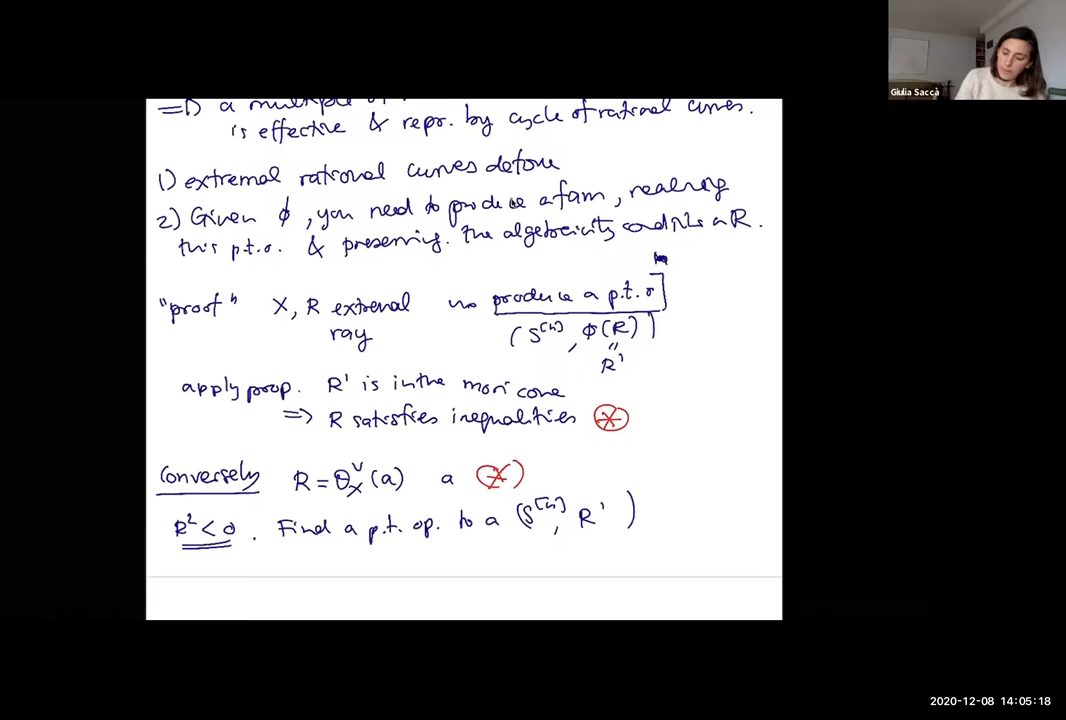 Giulia Saccà
=> a multiple
is effective & repr. by cycle of rational curves.
1) extremal rational curves deform
2) Given ϕ, you need to produce a fam, realizing
this p.t.o. & preserving. the algebraicity R.
"proof" X, R extremal produce a p.t.o
ray (S^[n], ϕ(R))
"
R'
apply prop. R' is in the mori cone
=> R satisfies inequalities (*)
Conversely R = θ_X^∨(a) a (*)
R² < 0. Find a p.t. op. to a (S^[n], R')
2020-12-08 14:05:18